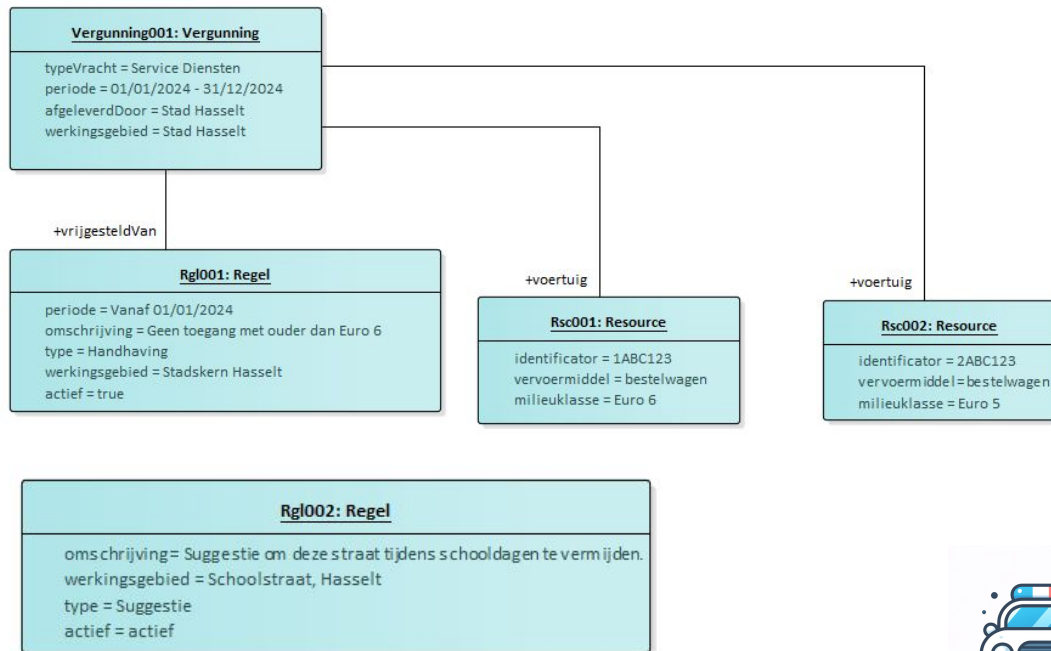 Vergunning001: Vergunning
typeVracht = Service Diensten
periode = 01/01/2024 - 31/12/2024
afgeleverdDoor = Stad Hasselt
werkingsgebied = Stad Hasselt
+vrijgesteldVan
Rgl001: Regel
periode = Vanaf 01/01/2024
omschrijving = Geen toegang met ouder dan Euro 6
type = Handhaving
werkingsgebied = Stadskern Hasselt
actief = true
+voertuig
Rsc001: Resource
identificator = 1ABC123
vervoermiddel = bestelwagen
milieuklasse = Euro 6
+voertuig
Rsc002: Resource
identificator = 2ABC123
vervoermiddel = bestelwagen
milieuklasse = Euro 5
Rgl002: Regel
omschrijving= Suggestie om deze straat tijdens schooldagen te vermijden.
werkingsgebied = Schoolstraat, Hasselt
type = Suggestie
actief = actief